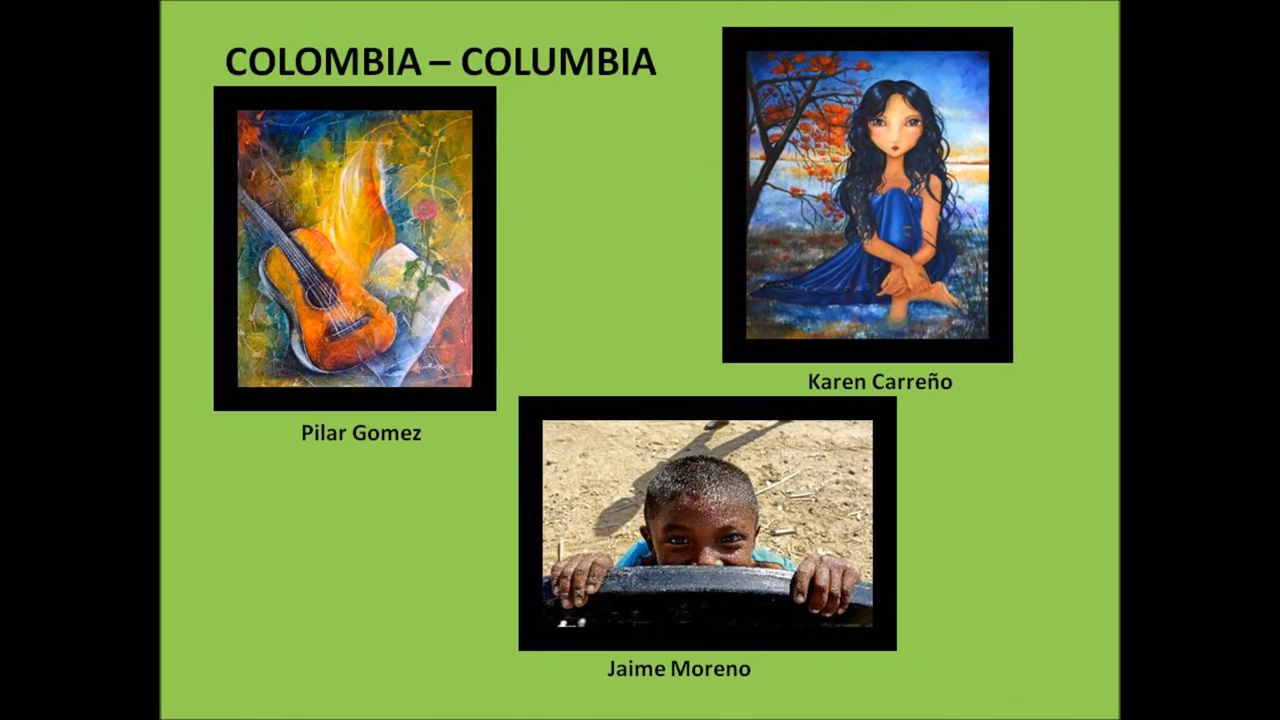 COLOMBIA – COLUMBIA
Karen Carreño
Pilar Gomez
Jaime Moreno